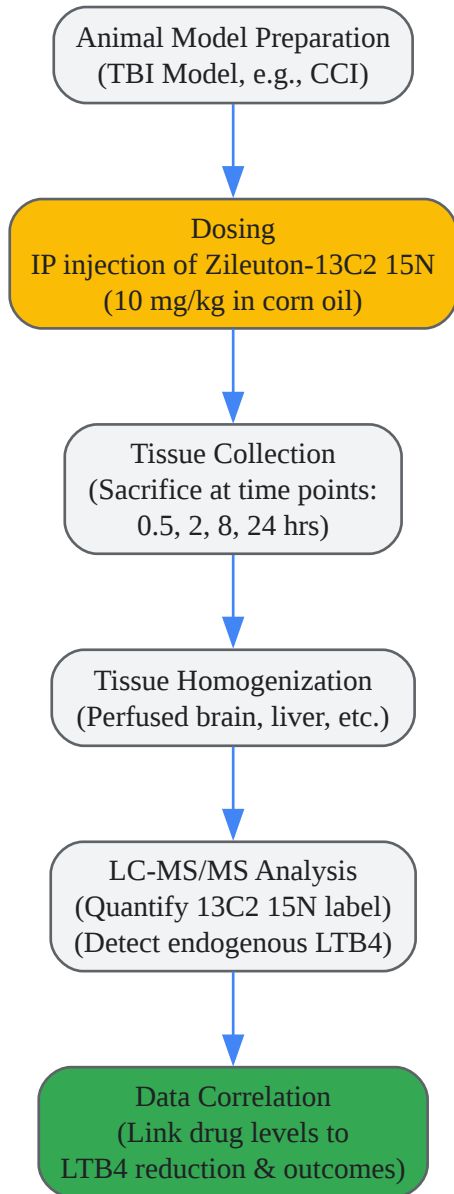 Animal Model Preparation
(TBI Model, e.g., CCI)
Dosing
IP injection of Zileuton-13C2 15N
(10 mg/kg in corn oil)
Tissue Collection
(Sacrifice at time points:
0.5, 2, 8, 24 hrs)
Tissue Homogenization
(Perfused brain, liver, etc.)
LC-MS/MS Analysis
(Quantify 13C2 15N label)
(Detect endogenous LTB4)
Data Correlation
(Link drug levels to
LTB4 reduction & outcomes)